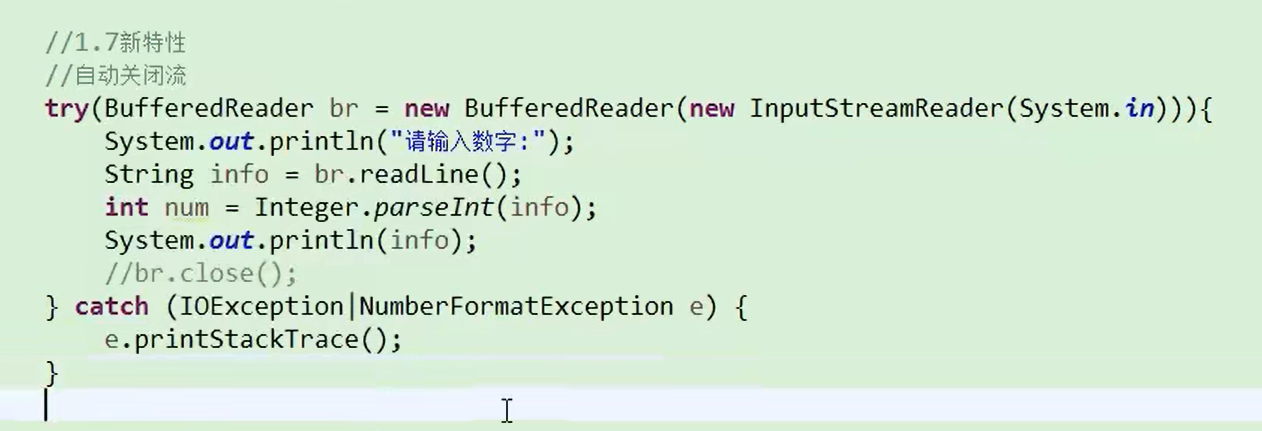 //1.7新特性
//自动关闭流
try(BufferedReader br = new BufferedReader(new InputStreamReader(System.in))){
    System.out.println("请输入数字:");
    String info = br.readLine();
    int num = Integer.parseInt(info);
    System.out.println(info);
    //br.close();
} catch (IOException|NumberFormatException e) {
    e.printStackTrace();
}